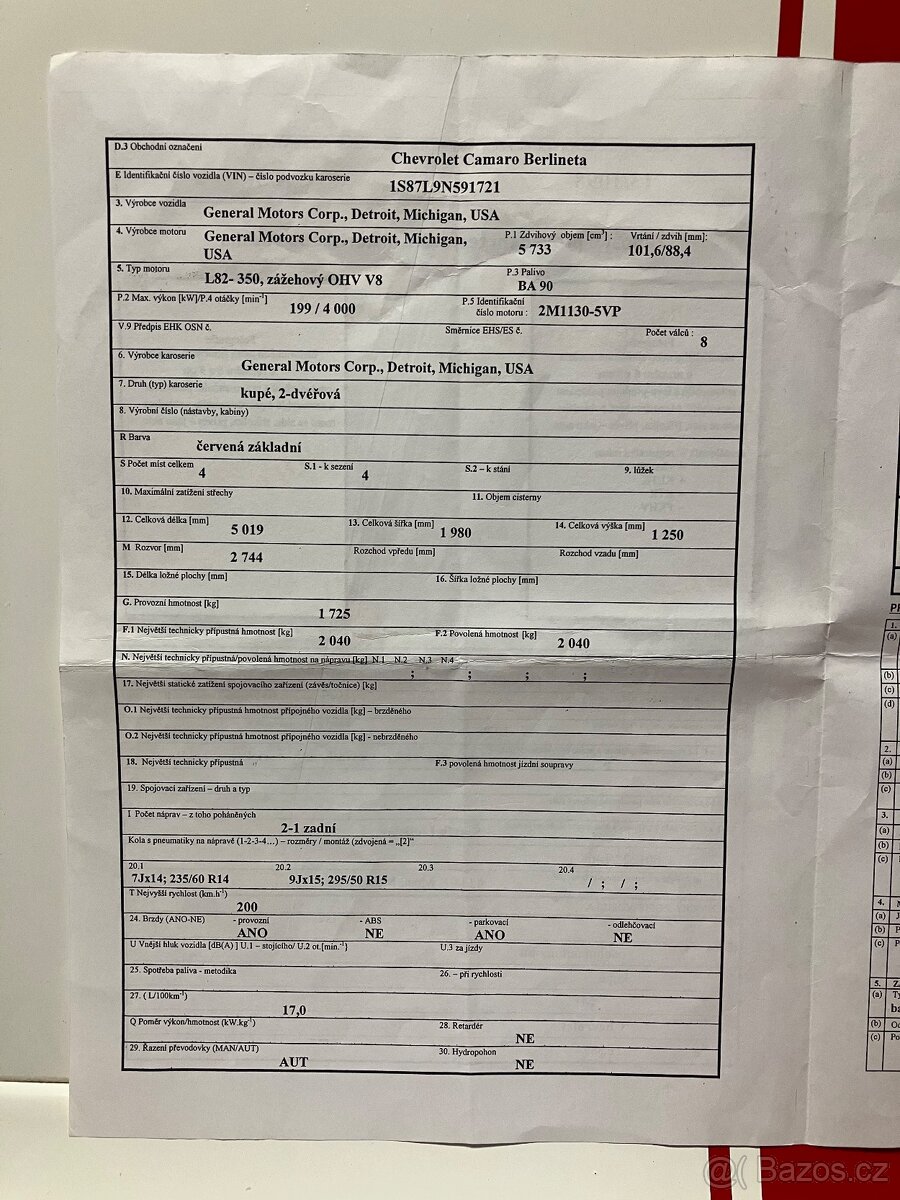 D.3 Obchodní označení
Chevrolet Camaro Berlineta
E Identifikační číslo vozidla (VIN) – číslo podvozku karoserie
1S87L9N591721
3. Výrobce vozidla
General Motors Corp., Detroit, Michigan, USA
4. Výrobce motoru
General Motors Corp., Detroit, Michigan, USA
P.1 Zdvihový objem [cm³] : 5 733
Vrtání / zdvih [mm]: 101,6/88,4
5. Typ motoru
L82- 350, zážehový OHV V8
P.3 Palivo
BA 90
P.2 Max. výkon [kW]/P.4 otáčky [min⁻¹]
199 / 4 000
P.5 Identifikační číslo motoru : 2M1130-5VP
V.9 Předpis EHK OSN č. Směrnice EHS/ES č. Počet válců : 8
6. Výrobce karoserie
General Motors Corp., Detroit, Michigan, USA
7. Druh (typ) karoserie
kupé, 2-dvéřová
8. Výrobní číslo (nástavby, kabiny)
R Barva
červená základní
S Počet míst celkem 4 S.1 - k sezení 4 S.2 – k stání 9. lůžek
10. Maximální zatížení střechy 11. Objem cisterny
12. Celková délka [mm] 5 019 13. Celková šířka [mm] 1 980 14. Celková výška [mm] 1 250
M Rozvor [mm] 2 744 Rozchod vpředu [mm] Rozchod vzadu [mm]
15. Délka ložné plochy [mm] 16. Šířka ložné plochy [mm]
G. Provozní hmotnost [kg]
1 725
F.1 Největší technicky přípustná hmotnost [kg] 2 040 F.2 Povolená hmotnost [kg] 2 040
N. Největší technicky přípustná/povolená hmotnost na nápravu [kg] N.1 N.2 N.3 N.4
; ; ; ;
17. Největší statické zatížení spojovacího zařízení (závěs/točnice) [kg]
O.1 Největší technicky přípustná hmotnost přípojného vozidla [kg] – brzděného
O.2 Největší technicky přípustná hmotnost přípojného vozidla [kg] - nebrzděného
18. Největší technicky přípustná F.3 povolená hmotnost jízdní soupravy
19. Spojovací zařízení – druh a typ
I Počet náprav – z toho poháněných
2-1 zadní
Kola s pneumatiky na nápravě (1-2-3-4…) – rozměry / montáž (zdvojená = „[2]“
20.1 20.2 20.3 20.4
7Jx14; 235/60 R14 9Jx15; 295/50 R15 / ; / ;
T Nejvyšší rychlost (km.h⁻¹)
200
24. Brzdy (ANO-NE) - provozní - ABS - parkovací - odlehčovací
ANO NE ANO NE
U Vnější hluk vozidla [dB(A) ] U.1 – stojícího/ U.2 ot.[min.⁻¹} U.3 za jízdy
25. Spotřeba paliva - metodika 26. – při rychlosti
27. ( L/100km⁻¹)
17,0
Q Poměr výkon/hmotnost (kW.kg⁻¹) 28. Retardér
NE
29. Řazení převodovky (MAN/AUT) 30. Hydropohon
AUT NE
1.
(a)
(b)
(c)
(d)
2.
(a)
(b)
(c)
3.
(a)
(b)
(c)
4.
(a)
(b)
(c)
5.
(a)
(b)
(c)
Bazos.cz